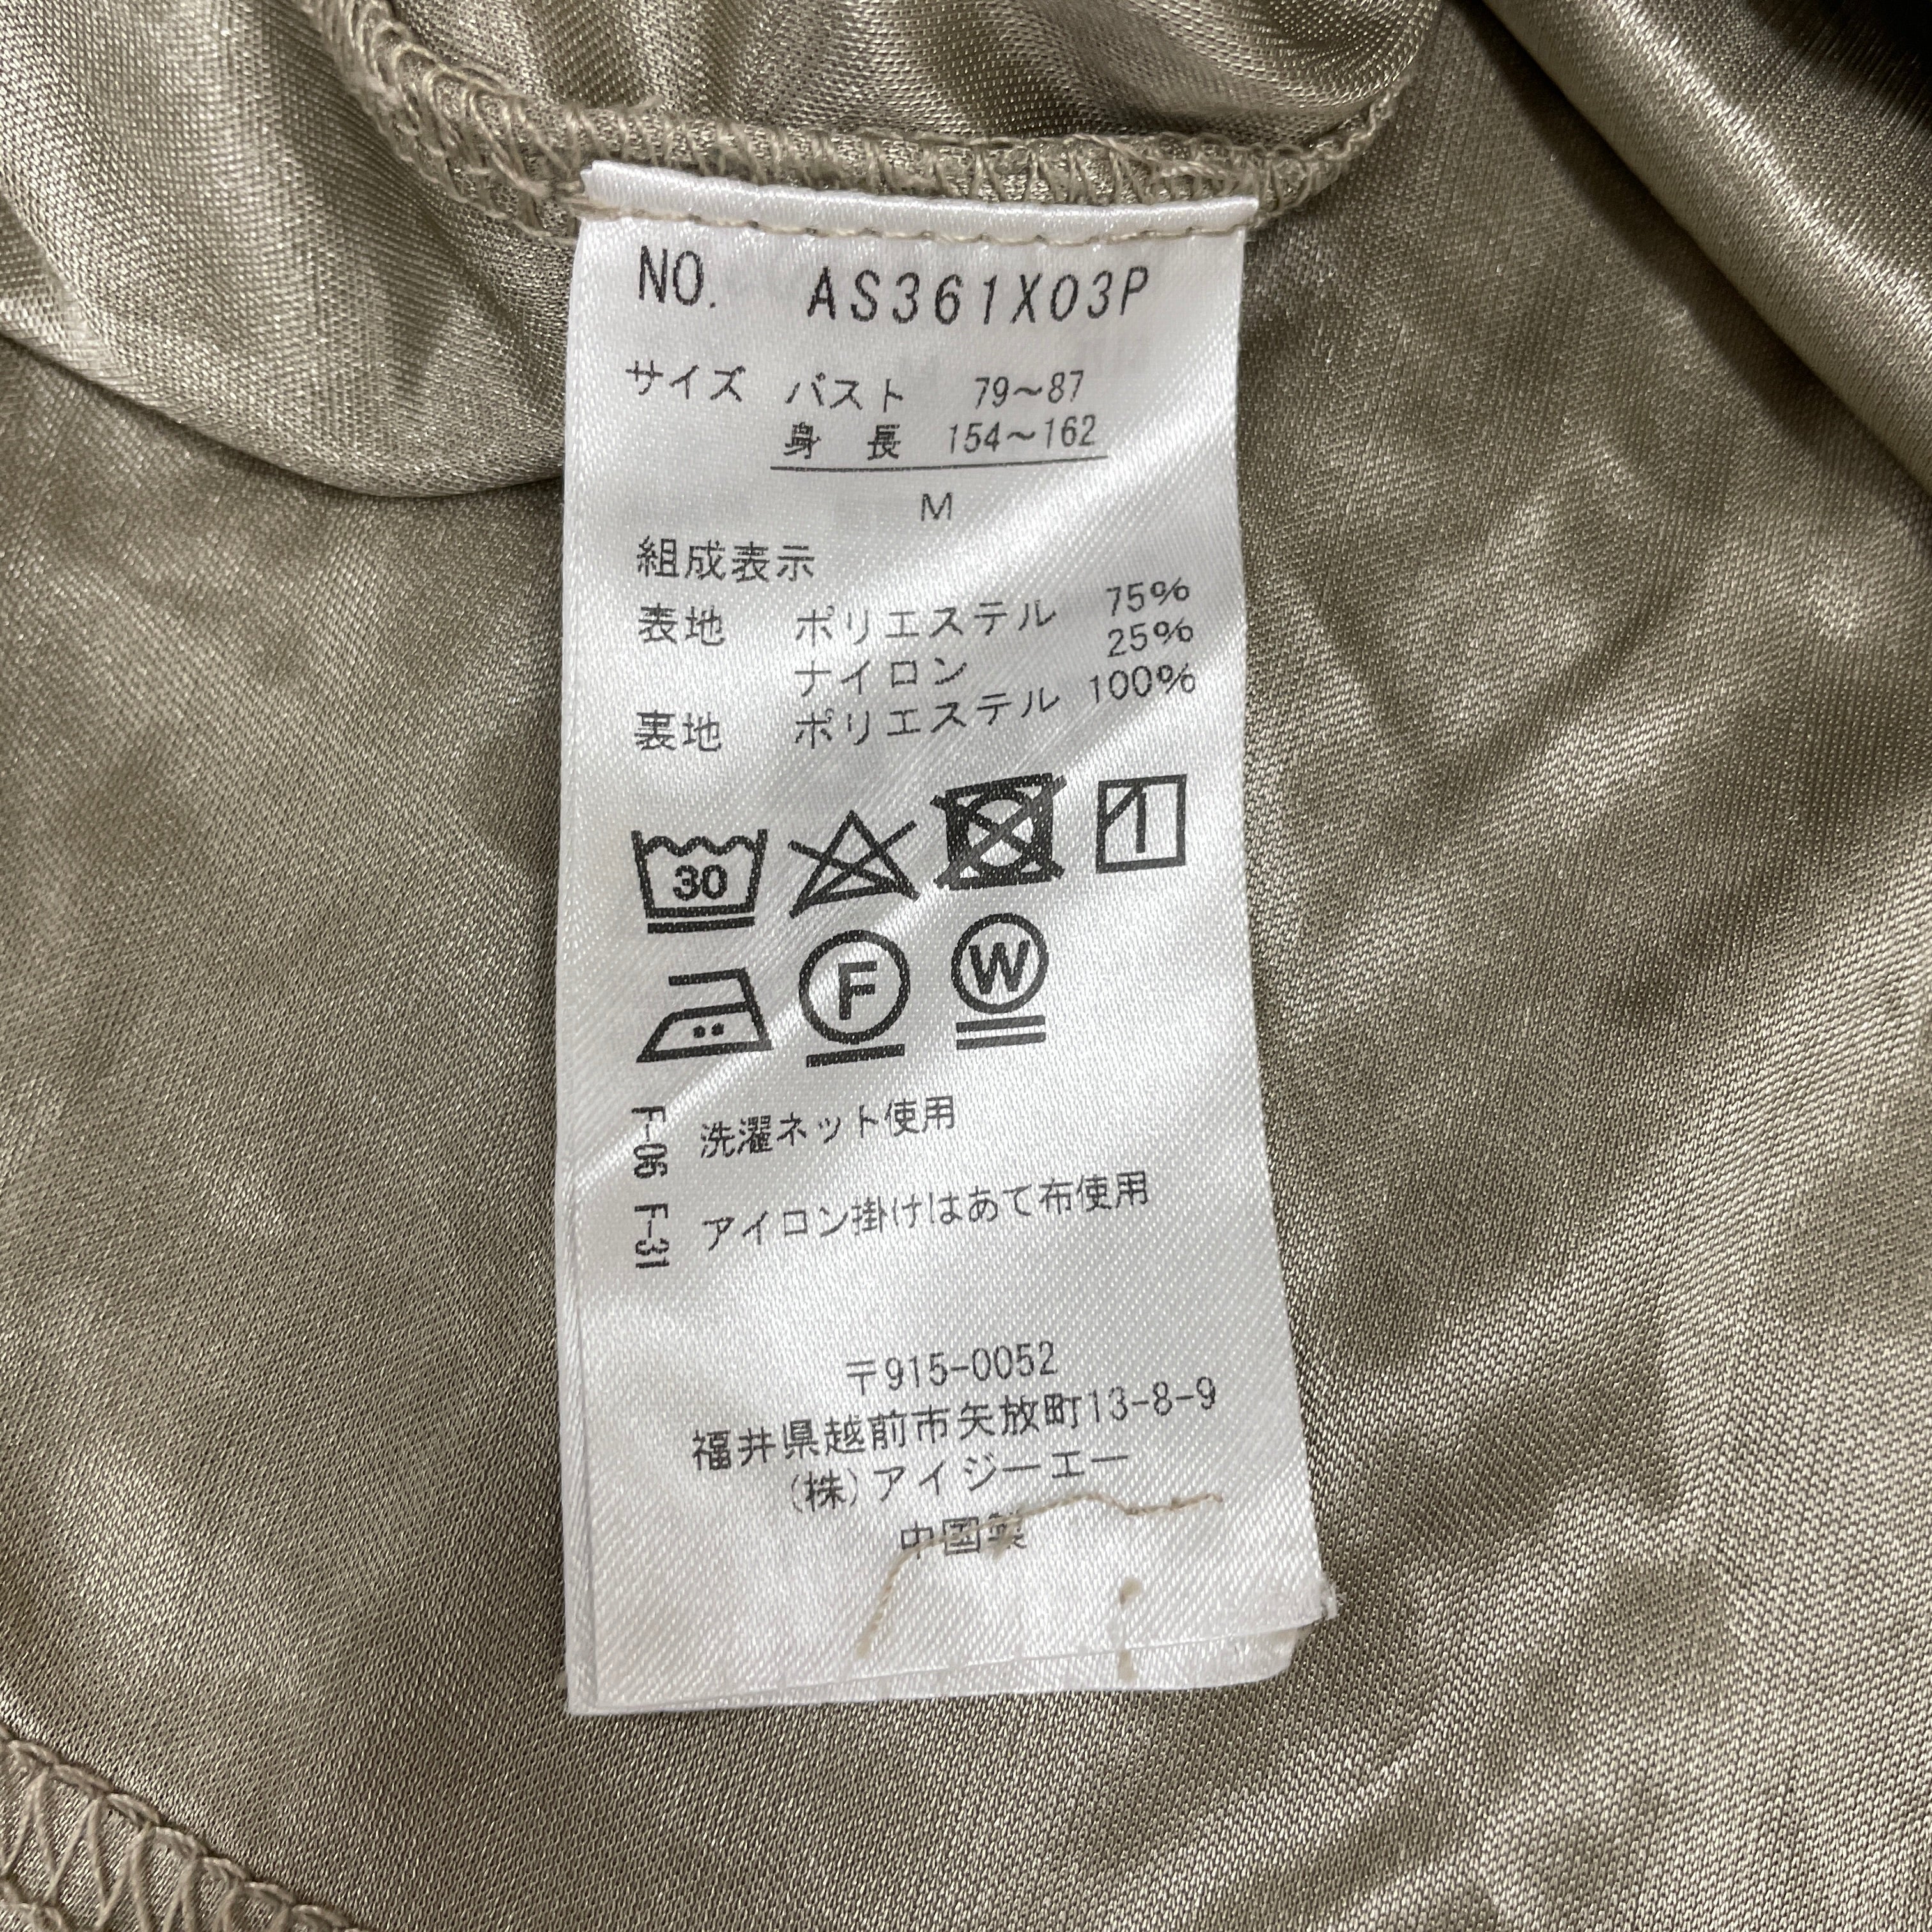 NO. AS361X03P
サイズ バスト 79～87
身 長 154～162
M
組成表示
表地 ポリエステル 75%
ナイロン 25%
裏地 ポリエステル 100%
30
F W
F-06 洗濯ネット使用
F-31 アイロン掛けはあて布使用
〒915-0052
福井県越前市矢放町13-8-9
(株)アイジーエー
中国製